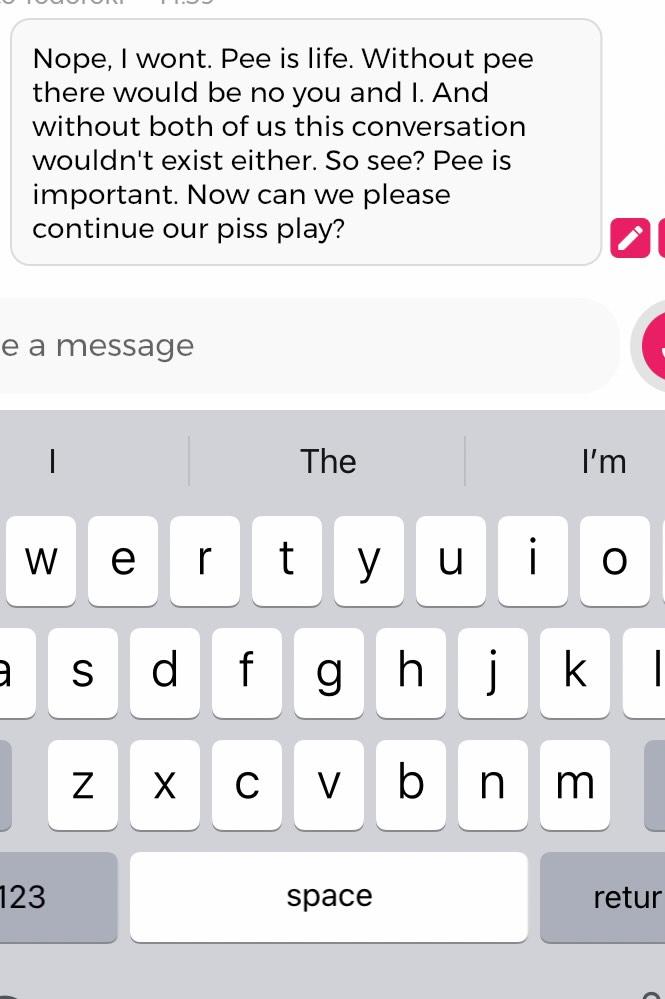 Nope, I wont. Pee is life. Without pee
there would be no you and I. And
without both of us this conversation
wouldn't exist either. So see? Pee is
important. Now can we please
continue our piss play?
e a message
I The I'm
w e r t y u i o
a s d f g h j k l
z x c v b n m
123 space retur